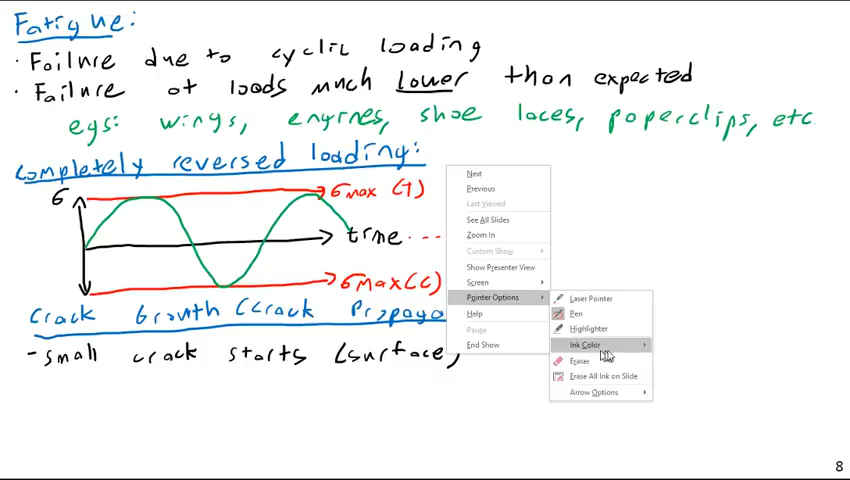 Fatigue:
· Failure due to cyclic loading
· Failure at loads much lower than expected
egs: wings, engines, shoe laces, paperclips, etc.
Completely reversed loading:
σ
σmax (T)
time ....
σmax (C)
Crack Growth (Crack Propaga
- small crack starts (surface)
Next
Previous
Last Viewed
See All Slides
Zoom In
Custom Show
Show Presenter View
Screen
Pointer Options
Help
Pause
End Show
Laser Pointer
Pen
Highlighter
Ink Color
Eraser
Erase All Ink on Slide
Arrow Options
8